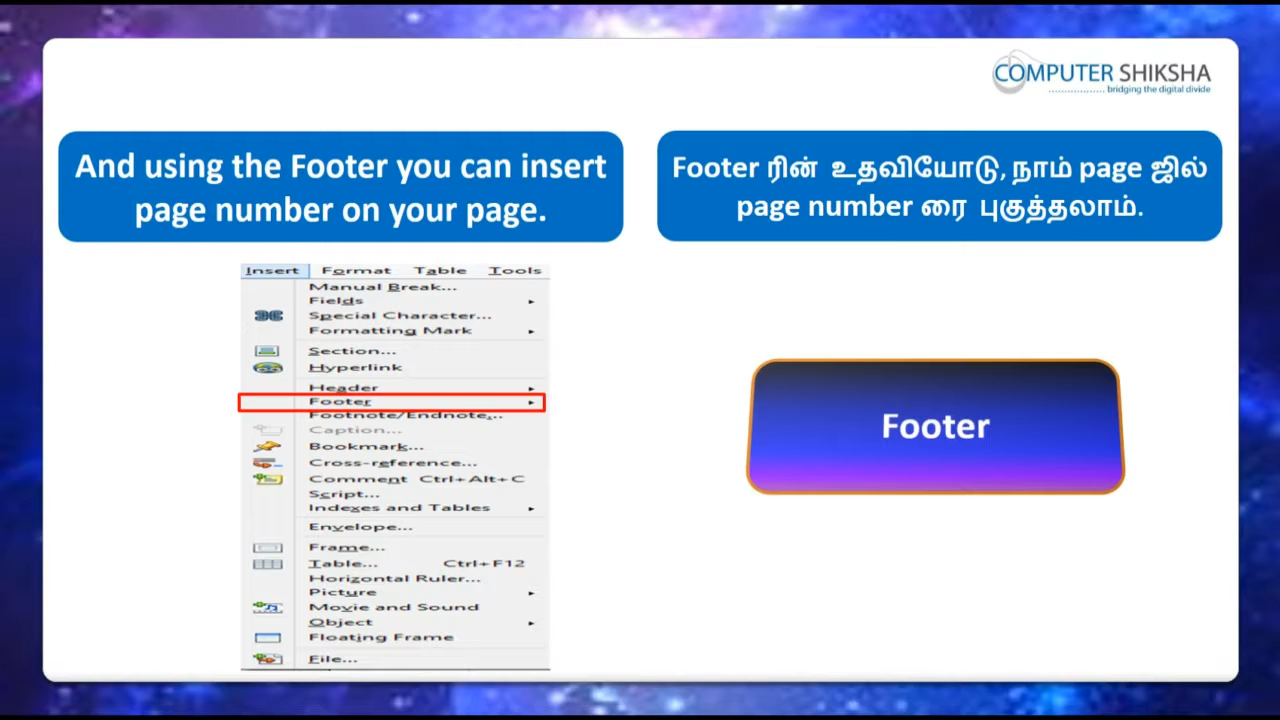 COMPUTER SHIKSHA
bridging the digital divide
And using the Footer you can insert
page number on your page.
Footer ரின் உதவியோடு, நாம் page ஜில்
page number ரை புகுத்தலாம்.
Insert Format Table Tools
Manual Break...
Fields
Special Character...
Formatting Mark
Section...
Hyperlink
Header
Footer
Footnote/Endnote...
Caption...
Bookmark...
Cross-reference...
Comment Ctrl+Alt+C
Script...
Indexes and Tables
Envelope...
Frame...
Table... Ctrl+F12
Horizontal Ruler...
Picture
Movie and Sound
Object
Floating Frame
File...
Footer